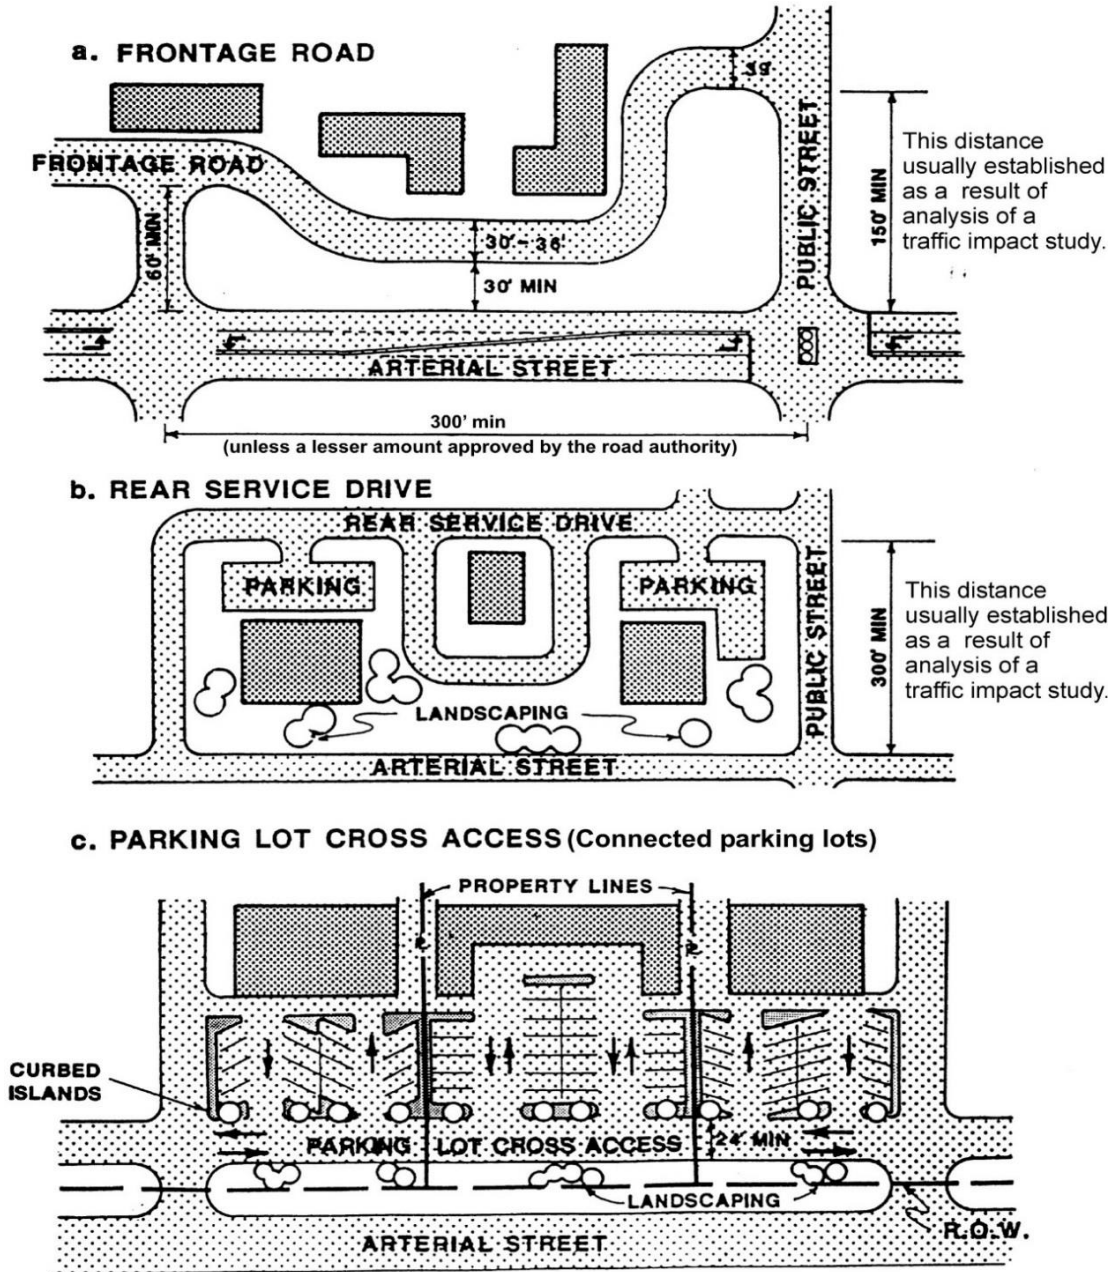 a. FRONTAGE ROAD
39'
FRONTAGE ROAD
60' MIN
30'- 36'
30' MIN
PUBLIC STREET
150' MIN
This distance
usually established
as a result of
analysis of a
traffic impact study.
ARTERIAL STREET
300' min
(unless a lesser amount approved by the road authority)
b. REAR SERVICE DRIVE
REAR SERVICE DRIVE
PARKING
PARKING
PUBLIC STREET
300' MIN
This distance
usually established
as a result of
analysis of a
traffic impact study.
LANDSCAPING
ARTERIAL STREET
c. PARKING LOT CROSS ACCESS (Connected parking lots)
PROPERTY LINES
CURBED
ISLANDS
PARKING LOT CROSS ACCESS
24' MIN
LANDSCAPING
R.O.W.
ARTERIAL STREET